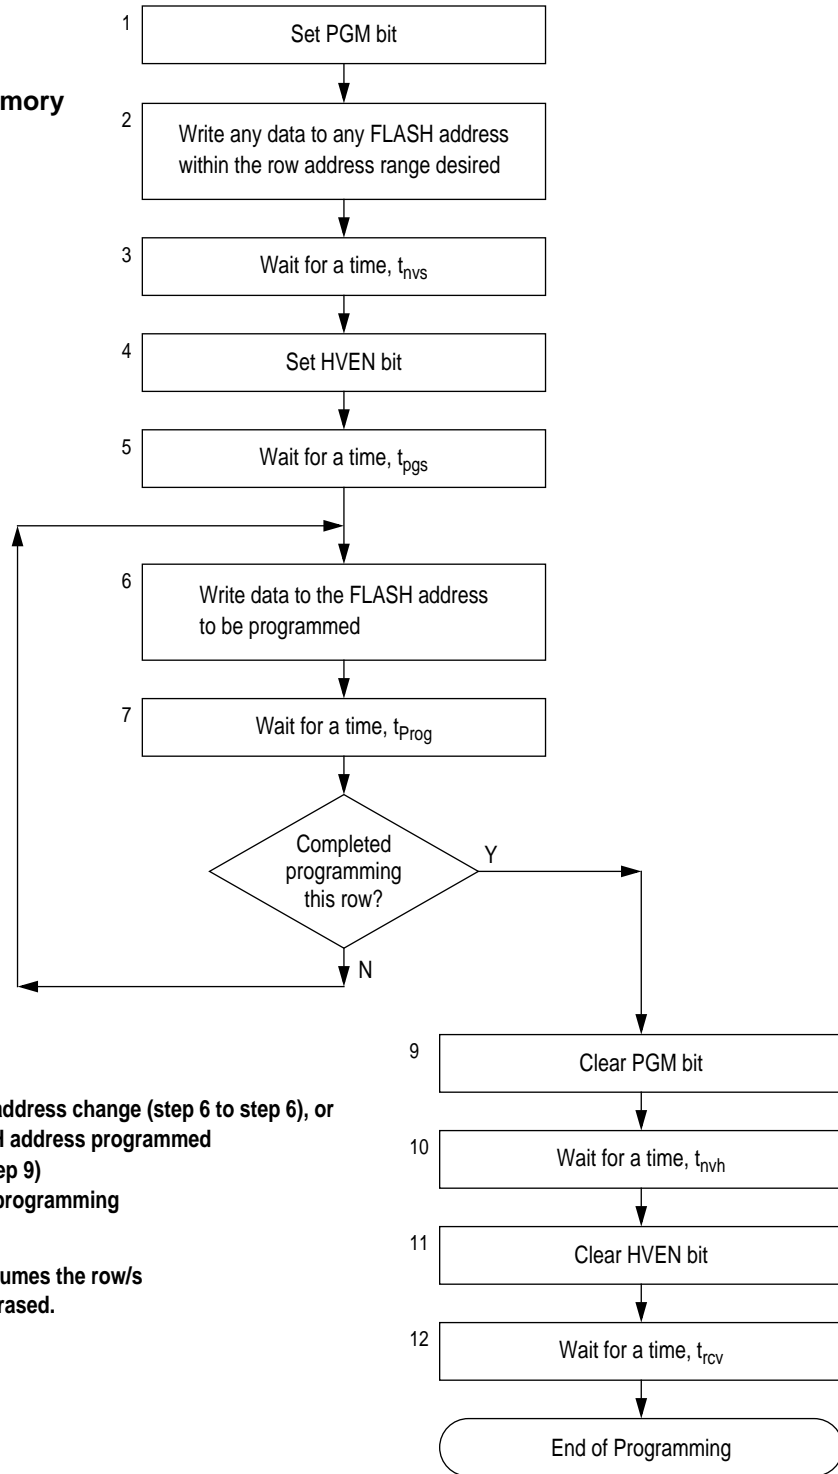 1
Set PGM bit
mory
2
Write any data to any FLASH address
within the row address range desired
3
Wait for a time, tnvs
4
Set HVEN bit
5
Wait for a time, tpgs
6
Write data to the FLASH address
to be programmed
7
Wait for a time, tProg
Completed
programming
this row?
Y
N
9
Clear PGM bit
address change (step 6 to step 6), or
H address programmed
ep 9)
programming
10
Wait for a time, tnvh
11
Clear HVEN bit
umes the row/s
rased.
12
Wait for a time, trcv
End of Programming